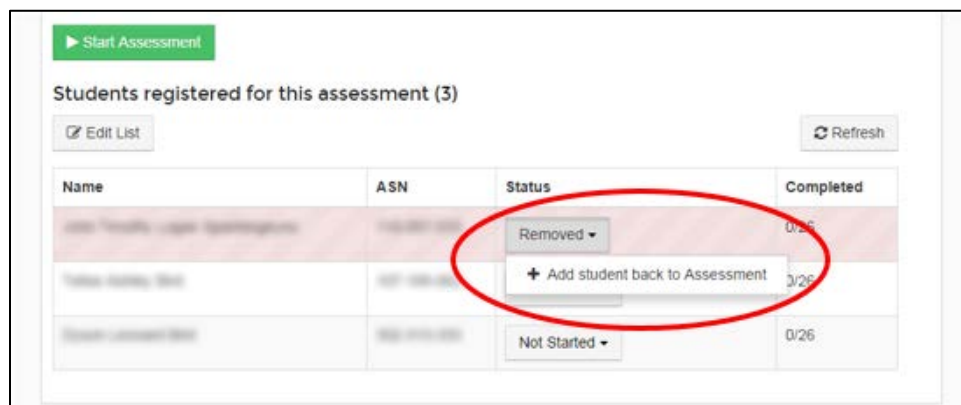 Start Assessment
Students registered for this assessment (3)
Edit List Refresh
Name ASN Status Completed
Removed 0/26
Add student back to Assessment 0/26
Not Started 0/26